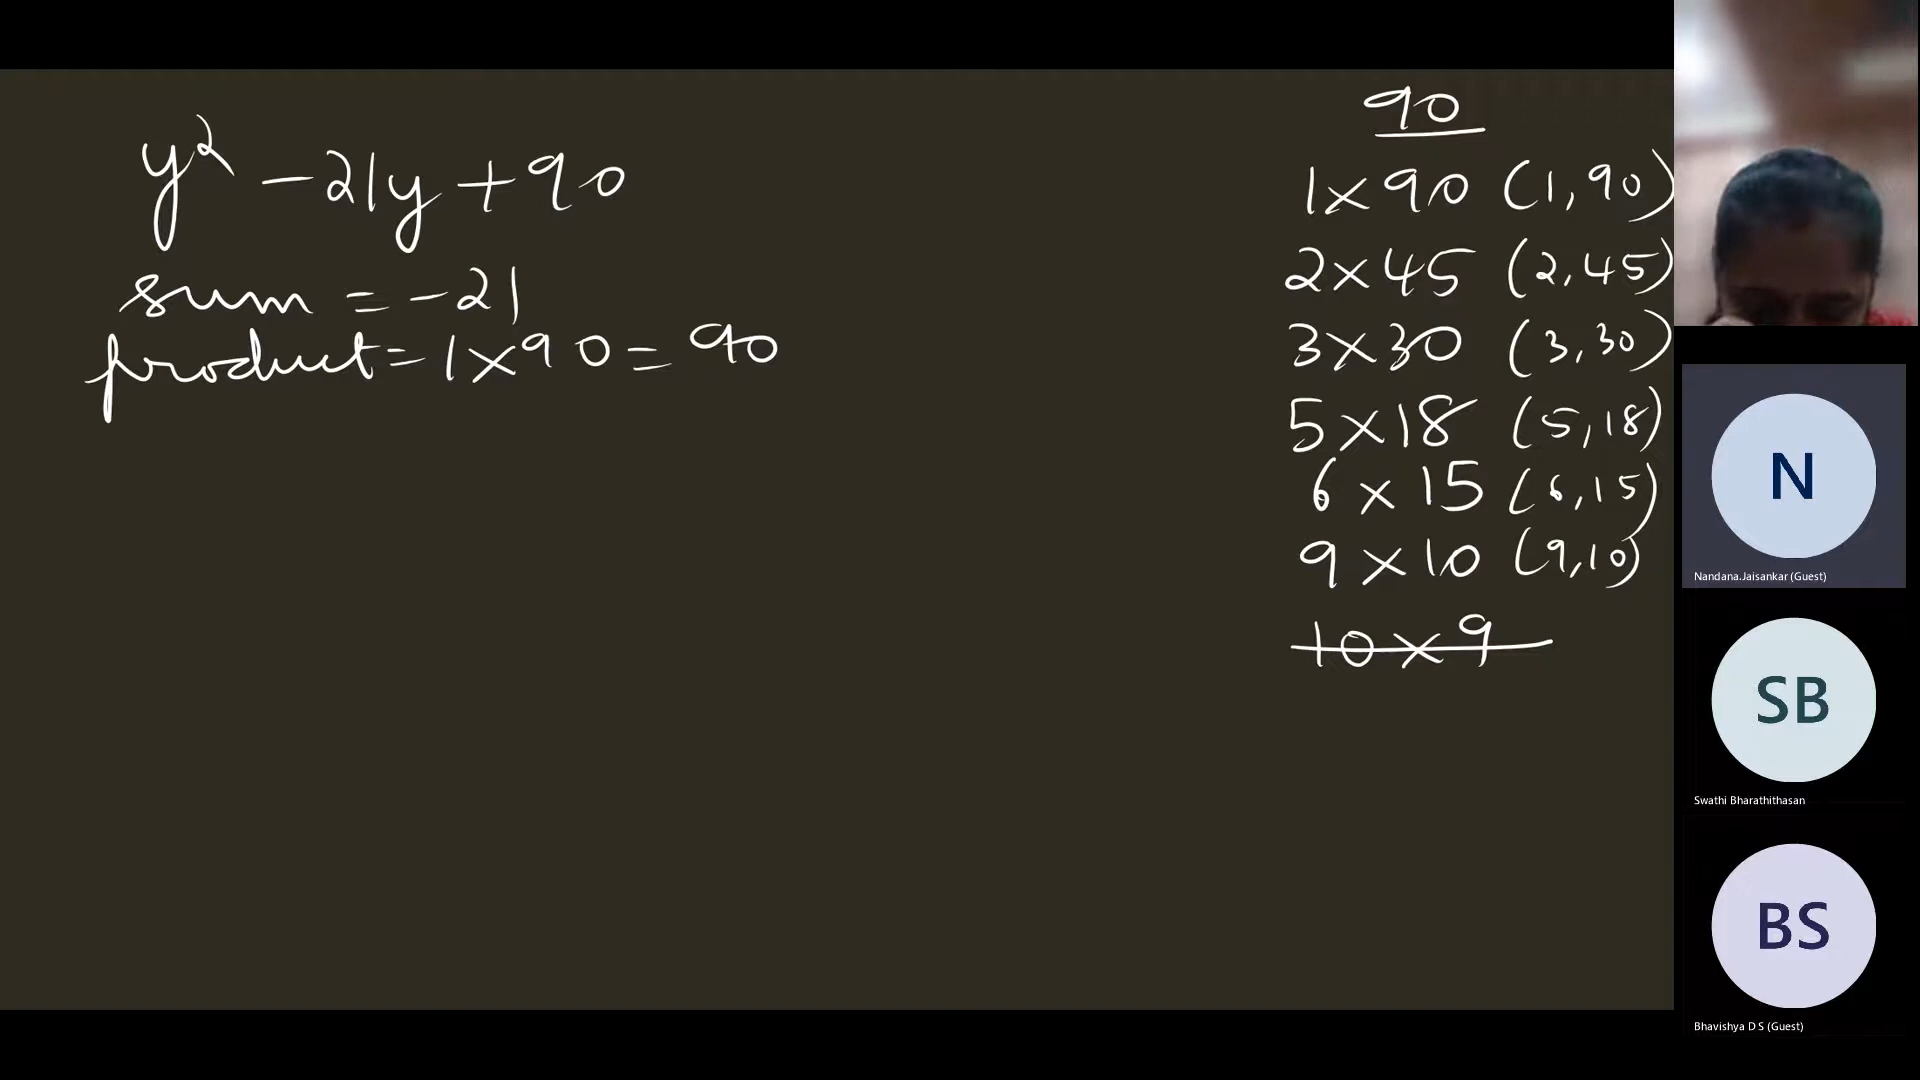 y² - 21y + 90
sum = -21
product = 1 × 90 = 90
90
1 × 90 (1, 90)
2 × 45 (2, 45)
3 × 30 (3, 30)
5 × 18 (5, 18)
6 × 15 (6, 15)
9 × 10 (9, 10)
10 × 9
N
Nandana.Jaisankar (Guest)
SB
Swathi Bharathithasan
BS
Bhavishya D S (Guest)